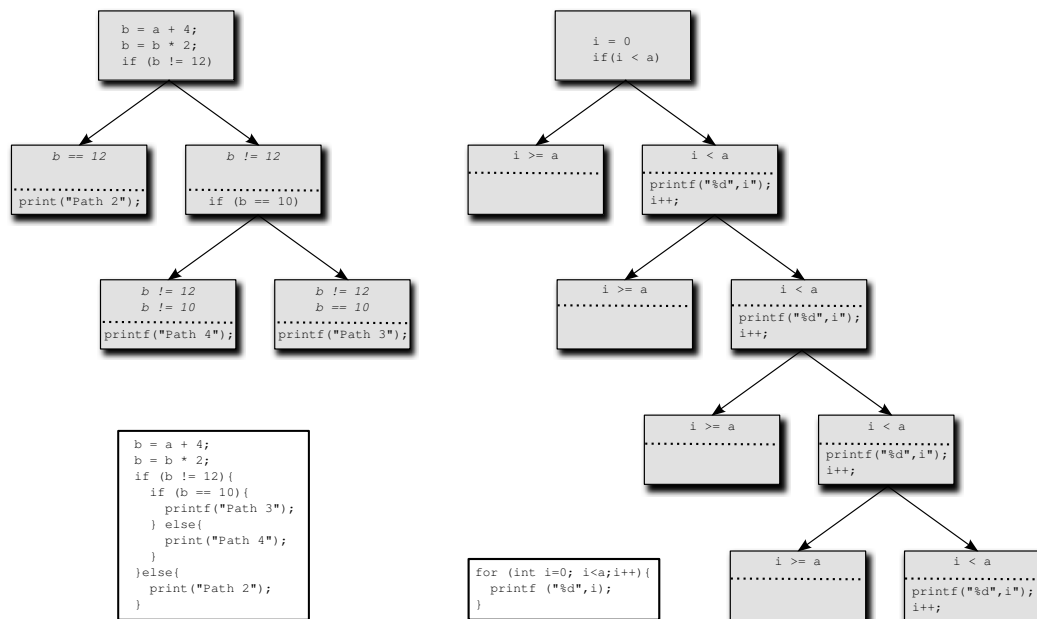 b = a + 4;
b = b * 2;
if (b != 12)
b == 12
print("Path 2");
b != 12
if (b == 10)
b != 12
b != 10
printf("Path 4");
b != 12
b == 10
printf("Path 3");
b = a + 4;
b = b * 2;
if (b != 12){
if (b == 10){
printf("Path 3");
} else{
print("Path 4");
}
}else{
print("Path 2");
}
i = 0
if(i < a)
i >= a
i < a
printf("%d",i");
i++;
i >= a
i < a
printf("%d",i");
i++;
i >= a
i < a
printf("%d",i");
i++;
i >= a
i < a
printf("%d",i");
i++;
for (int i=0; i<a;i++){
printf ("%d",i);
}